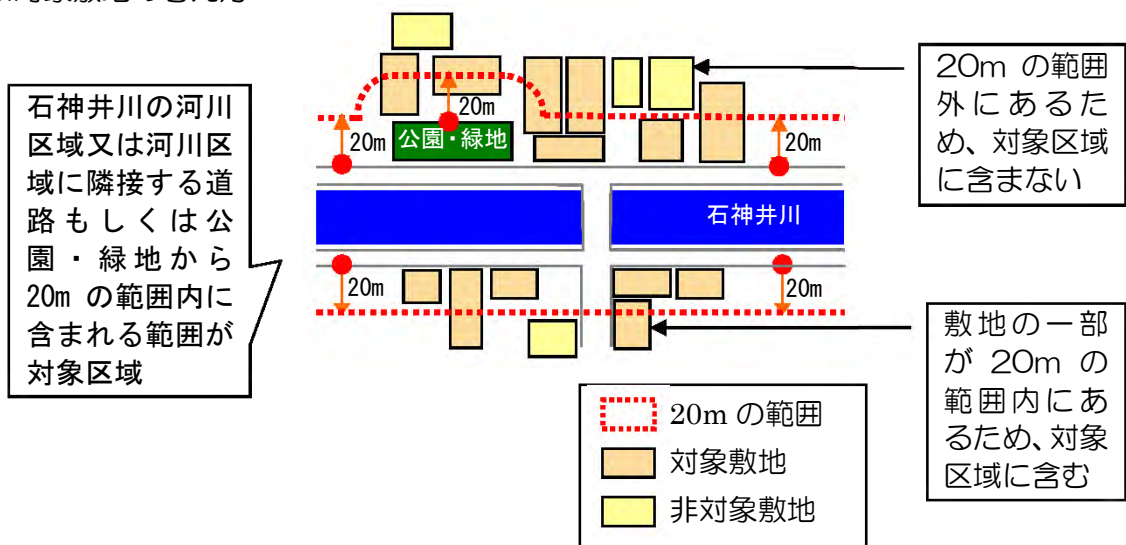 石神井川の河川
区域又は河川区
域に隣接する道
路もしくは公
園・緑地から
20m の範囲内に
含まれる範囲が
対象区域
20m
20m
公園・緑地
20m
石神井川
20m
20m
20m の範囲
外にあるた
め、対象区域
に含まない
敷地の一部
が 20m の
範囲内にあ
るため、対象
区域に含む
20m の範囲
対象敷地
非対象敷地